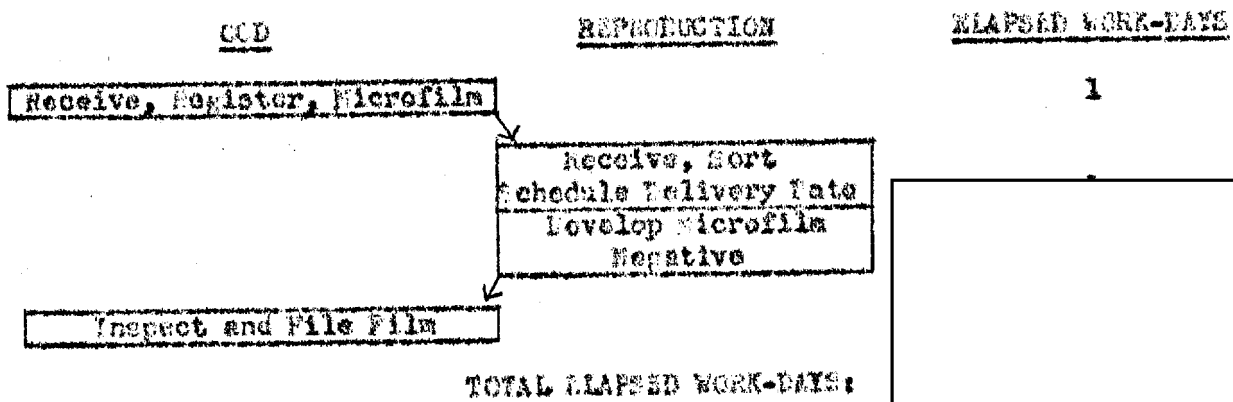 CCD REPRODUCTION ELAPSED WORK-DAYS
Receive, Register, Microfilm 1
Receive, Sort
Schedule Delivery Date
Develop Microfilm
Negative
Inspect and File Film
TOTAL ELAPSED WORK-DAYS: